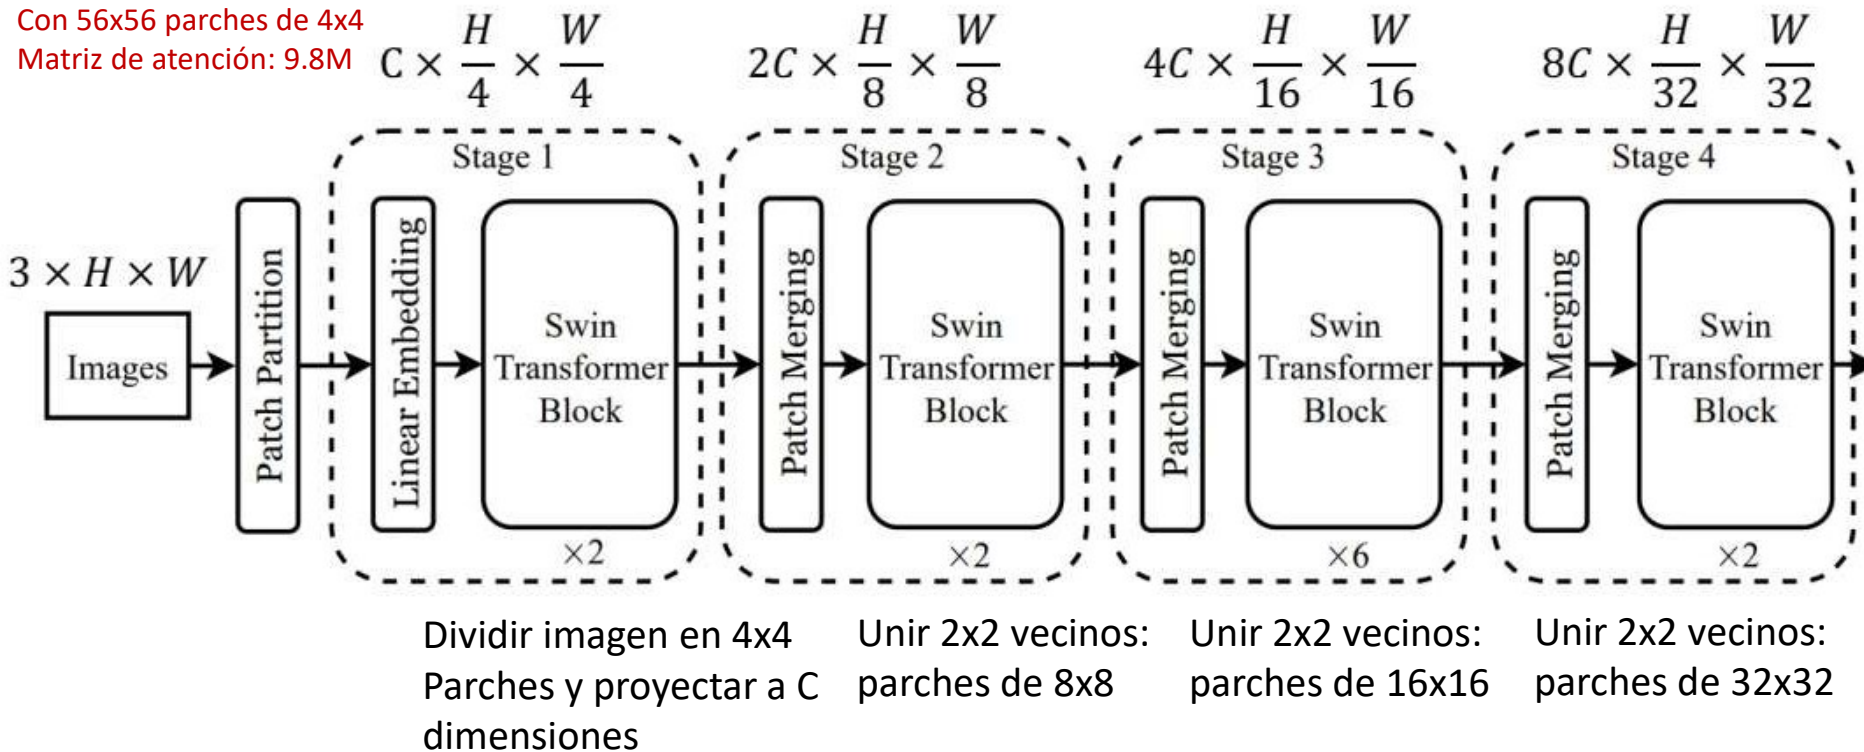 Con 56x56 parches de 4x4
Matriz de atención: 9.8M
C × H/4 × W/4
2C × H/8 × W/8
4C × H/16 × W/16
8C × H/32 × W/32
3 × H × W
Images
Patch Partition
Stage 1
Linear Embedding
Swin
Transformer
Block
×2
Stage 2
Patch Merging
Swin
Transformer
Block
×2
Stage 3
Patch Merging
Swin
Transformer
Block
×6
Stage 4
Patch Merging
Swin
Transformer
Block
×2
Dividir imagen en 4x4
Parches y proyectar a C
dimensiones
Unir 2x2 vecinos:
parches de 8x8
Unir 2x2 vecinos:
parches de 16x16
Unir 2x2 vecinos:
parches de 32x32